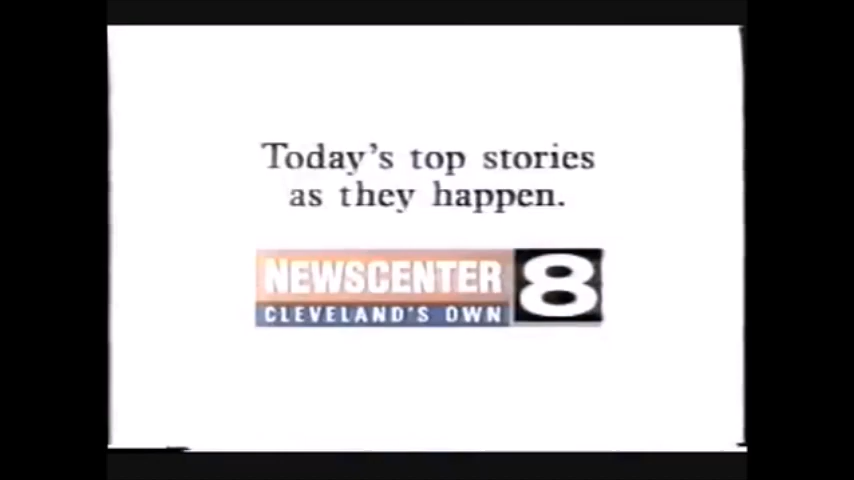 Today's top stories
as they happen.
NEWSCENTER 8
CLEVELAND'S OWN